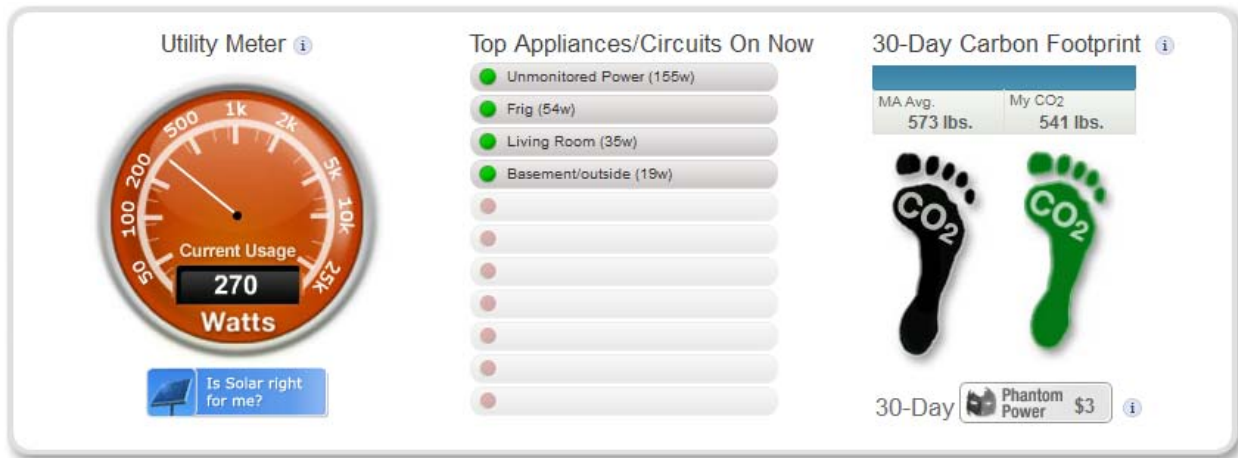 Utility Meter i
50
100
200
500
1k
2k
5k
10k
25k
Current Usage
270
Watts
Is Solar right
for me?
Top Appliances/Circuits On Now
Unmonitored Power (155w)
Frig (54w)
Living Room (35w)
Basement/outside (19w)
30-Day Carbon Footprint i
MA Avg. My CO2
573 lbs. 541 lbs.
CO2 CO2
30-Day Phantom Power $3 i